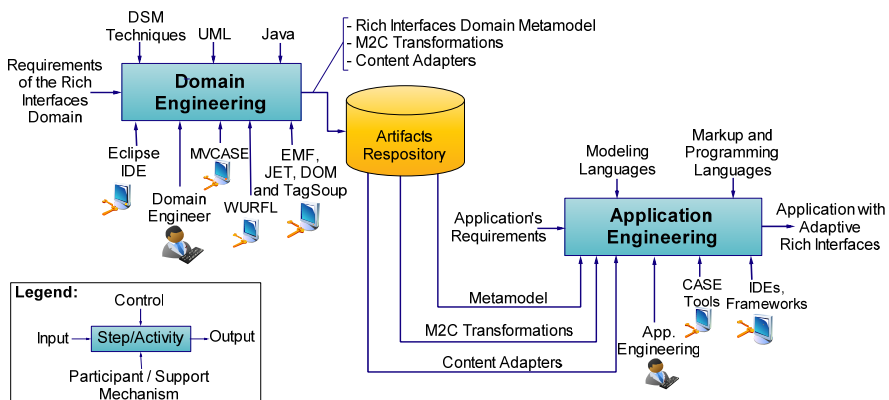 DSM
Techniques
UML
Java
- Rich Interfaces Domain Metamodel
- M2C Transformations
- Content Adapters
Requirements
of the Rich
Interfaces
Domain
Domain
Engineering
Eclipse
IDE
MVCASE
EMF,
JET, DOM
and TagSoup
Domain
Engineer
WURFL
Artifacts
Respository
Modeling
Languages
Markup and
Programming
Languages
Application's
Requirements
Application
Engineering
Application with
Adaptive
Rich Interfaces
CASE
Tools
IDEs,
Frameworks
App.
Engineering
Metamodel
M2C Transformations
Content Adapters
Legend:
Control
Input
Step/Activity
Output
Participant / Support
Mechanism